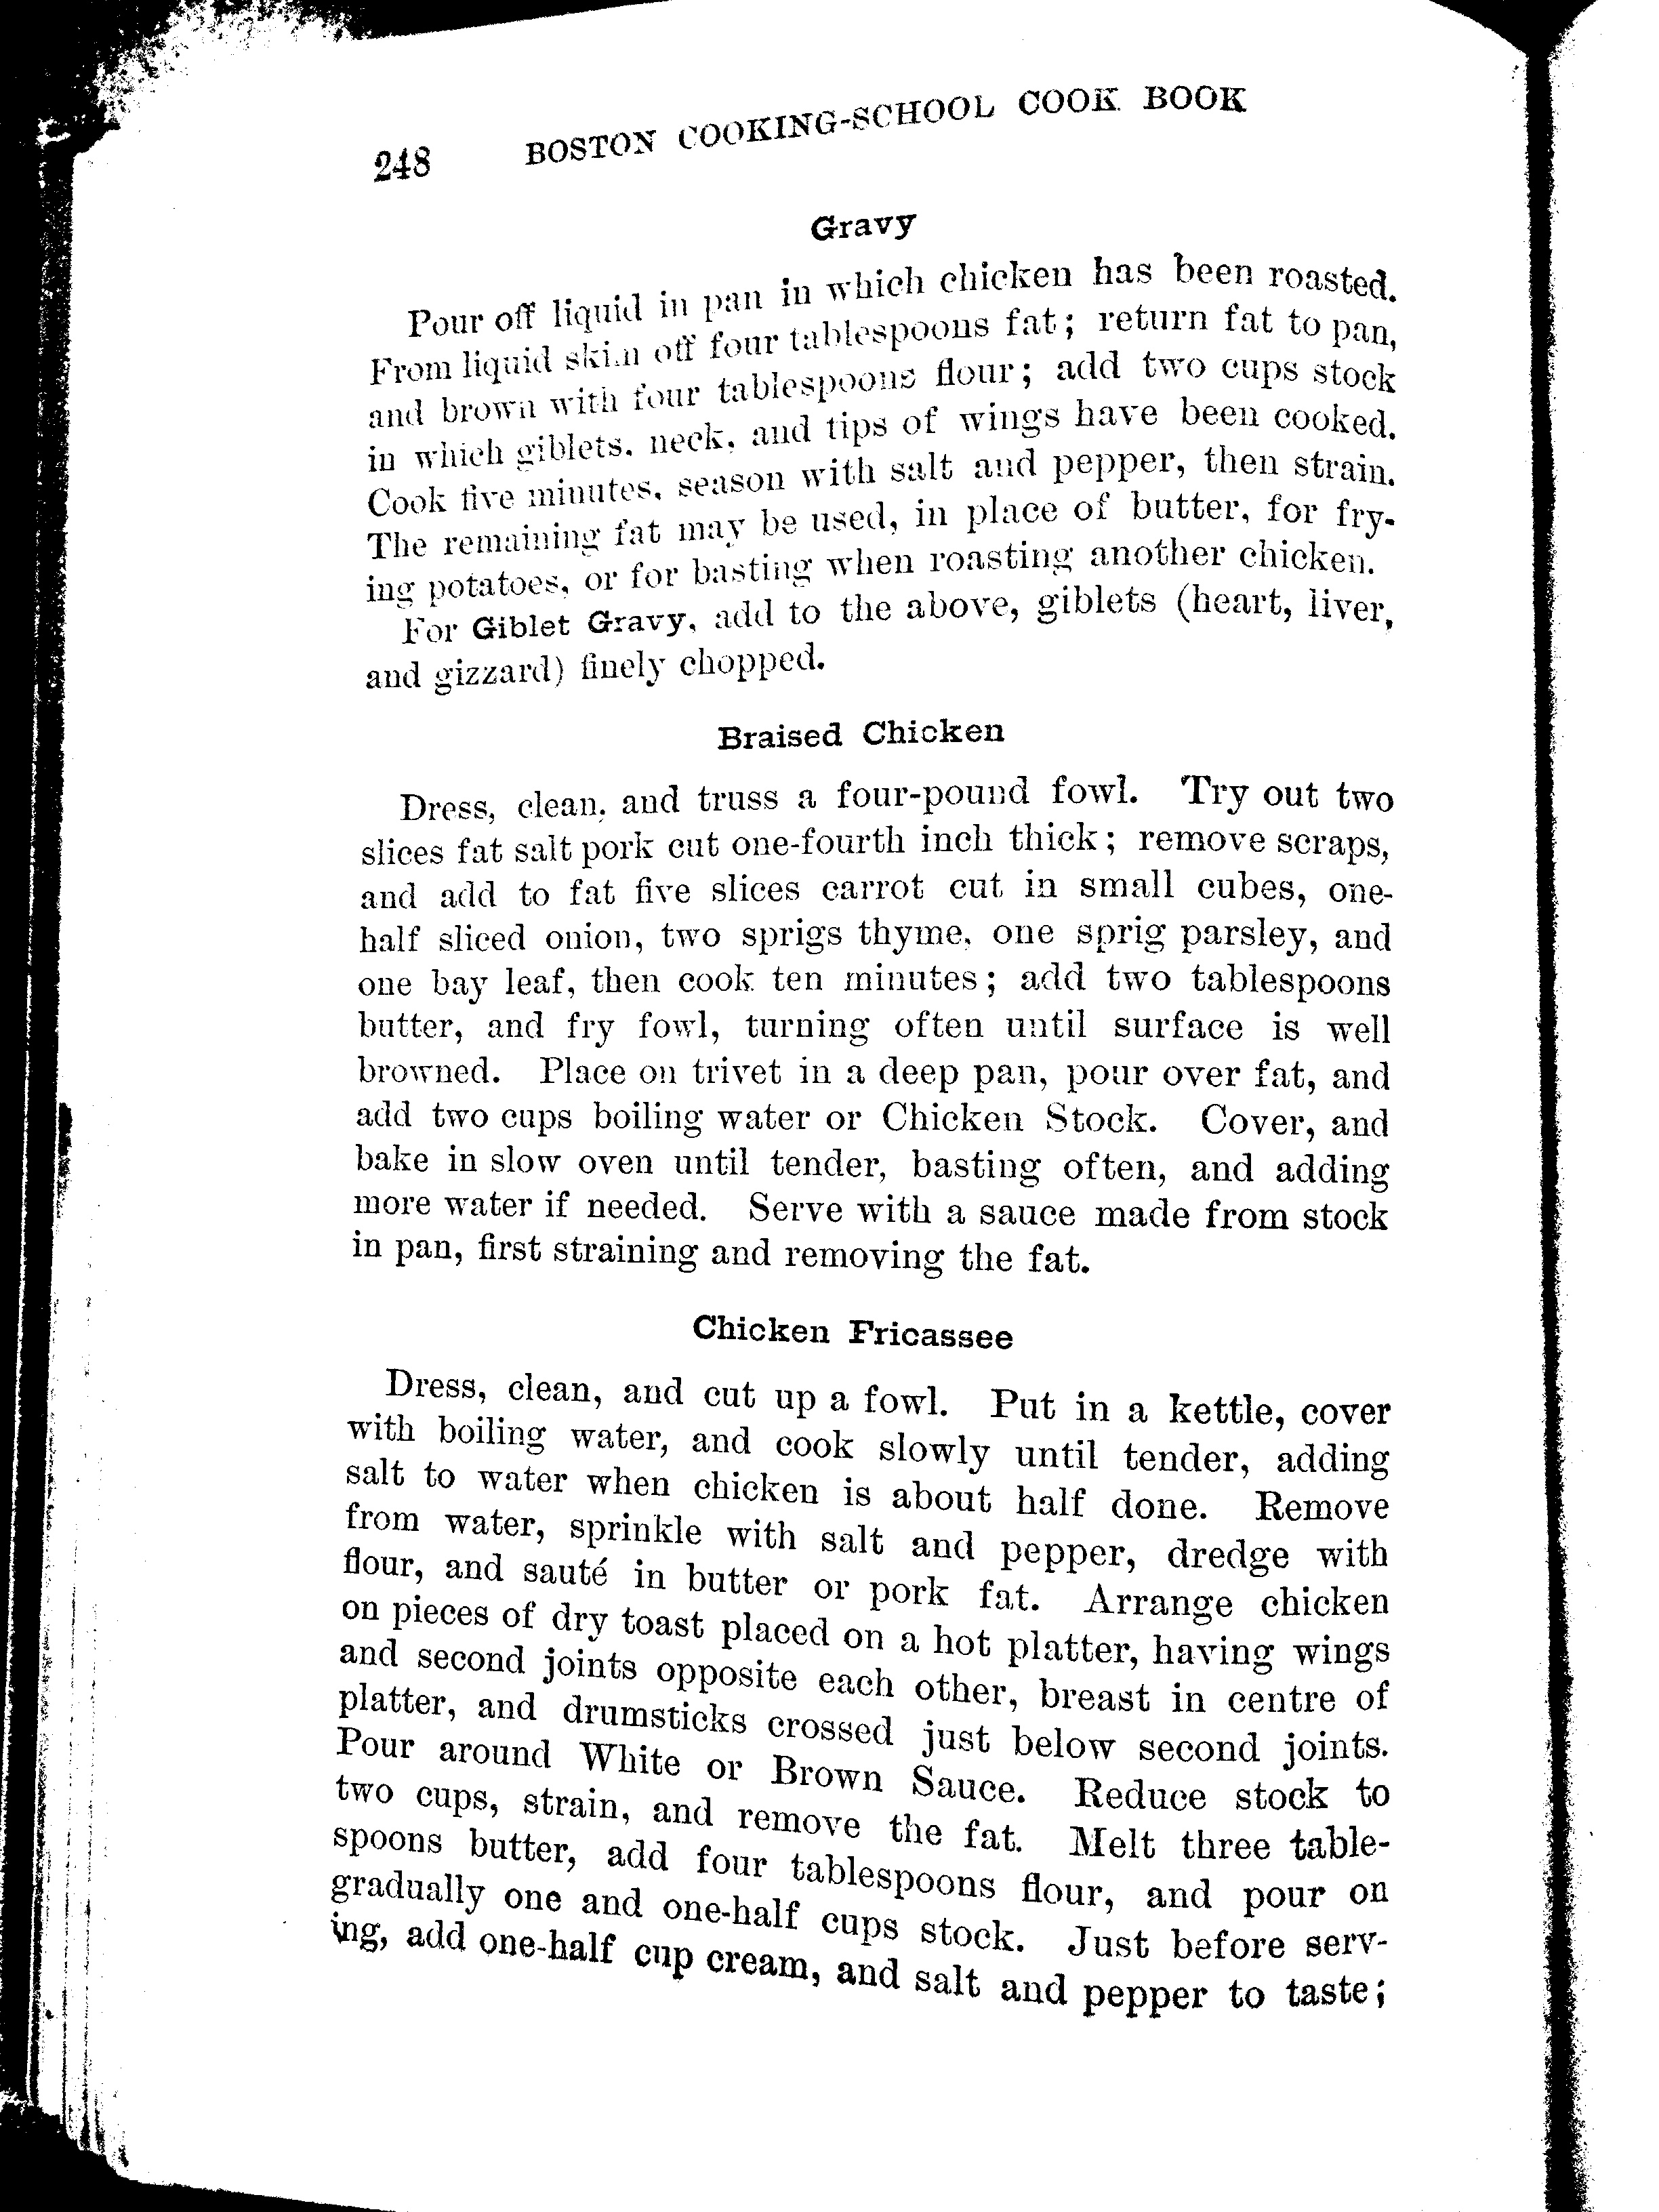 248 BOSTON COOKING-SCHOOL COOK BOOK
Gravy
Pour off liquid in pan in which chicken has been roasted.
From liquid skim off four tablespoons fat; return fat to pan,
and brown with four tablespoons flour; add two cups stock
in which giblets, neck, and tips of wings have been cooked.
Cook five minutes, season with salt and pepper, then strain.
The remaining fat may be used, in place of butter, for fry-
ing potatoes, or for basting when roasting another chicken.
For Giblet Gravy, add to the above, giblets (heart, liver,
and gizzard) finely chopped.
Braised Chicken
Dress, clean, and truss a four-pound fowl. Try out two
slices fat salt pork cut one-fourth inch thick; remove scraps,
and add to fat five slices carrot cut in small cubes, one-
half sliced onion, two sprigs thyme, one sprig parsley, and
one bay leaf, then cook ten minutes; add two tablespoons
butter, and fry fowl, turning often until surface is well
browned. Place on trivet in a deep pan, pour over fat, and
add two cups boiling water or Chicken Stock. Cover, and
bake in slow oven until tender, basting often, and adding
more water if needed. Serve with a sauce made from stock
in pan, first straining and removing the fat.
Chicken Fricassee
Dress, clean, and cut up a fowl. Put in a kettle, cover
with boiling water, and cook slowly until tender, adding
salt to water when chicken is about half done. Remove
from water, sprinkle with salt and pepper, dredge with
flour, and sauté in butter or pork fat. Arrange chicken
on pieces of dry toast placed on a hot platter, having wings
and second joints opposite each other, breast in centre of
platter, and drumsticks crossed just below second joints.
Pour around White or Brown Sauce. Reduce stock to
two cups, strain, and remove the fat. Melt three table-
spoons butter, add four tablespoons flour, and pour on
gradually one and one-half cups stock. Just before serv-
ing, add one-half cup cream, and salt and pepper to taste;